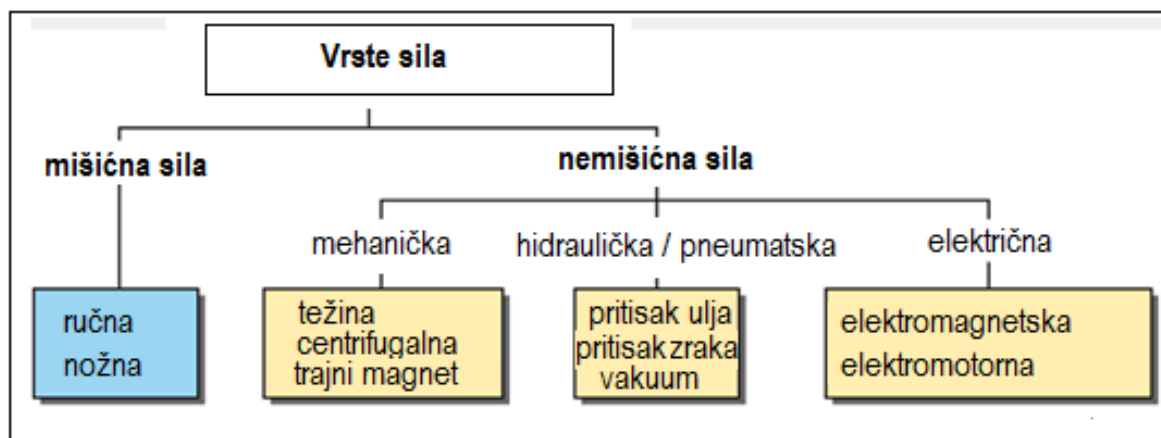 Vrste sila
mišićna sila
nemišićna sila
mehanička
hidraulička / pneumatska
električna
ručna
nožna
težina
centrifugalna
trajni magnet
pritisak ulja
pritisak zraka
vakuum
elektromagnetska
elektromotorna